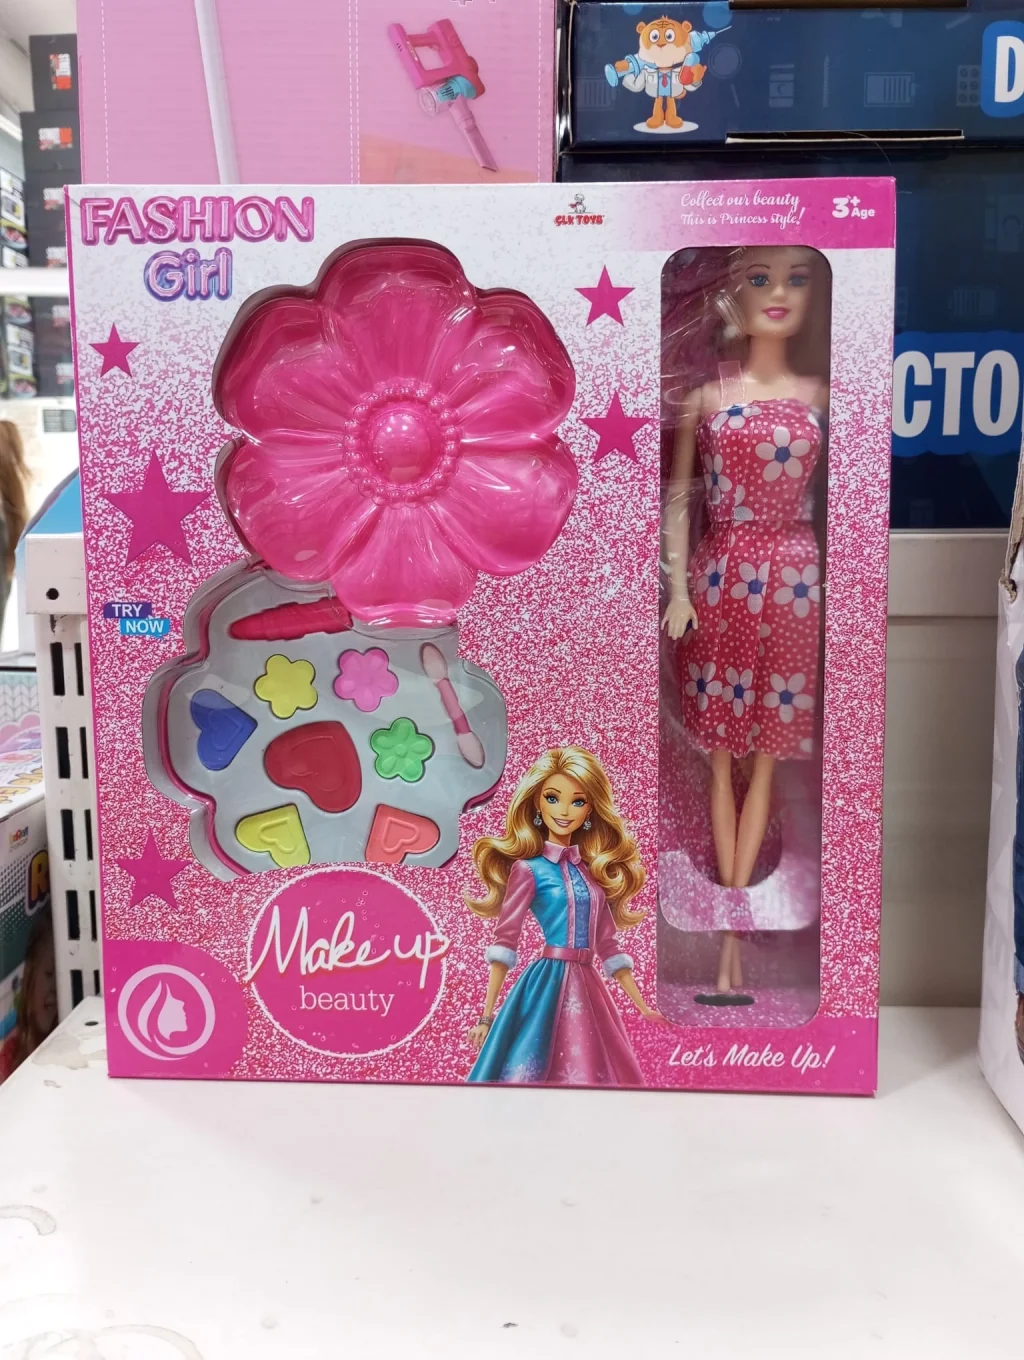 FASHION
Girl
GLK TOYS
Collect our beauty
This is Princess style!
3+
Age
TRY
NOW
Make up
beauty
Let's Make Up!
D
CTO